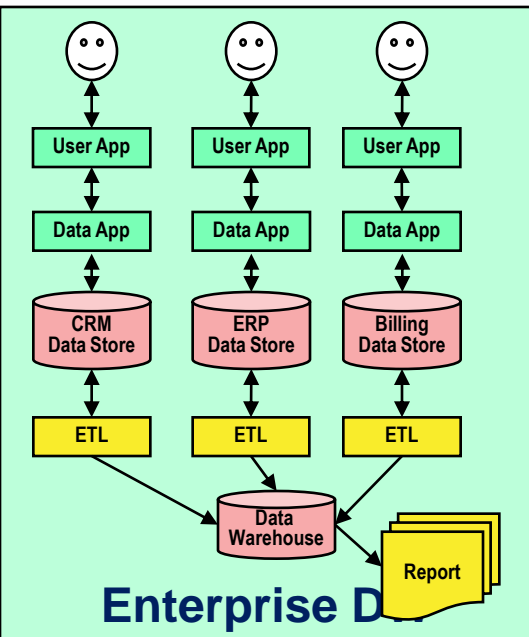 User App User App User App
Data App Data App Data App
CRM ERP Billing
Data Store Data Store Data Store
ETL ETL ETL
Data
Warehouse
Report
Enterprise